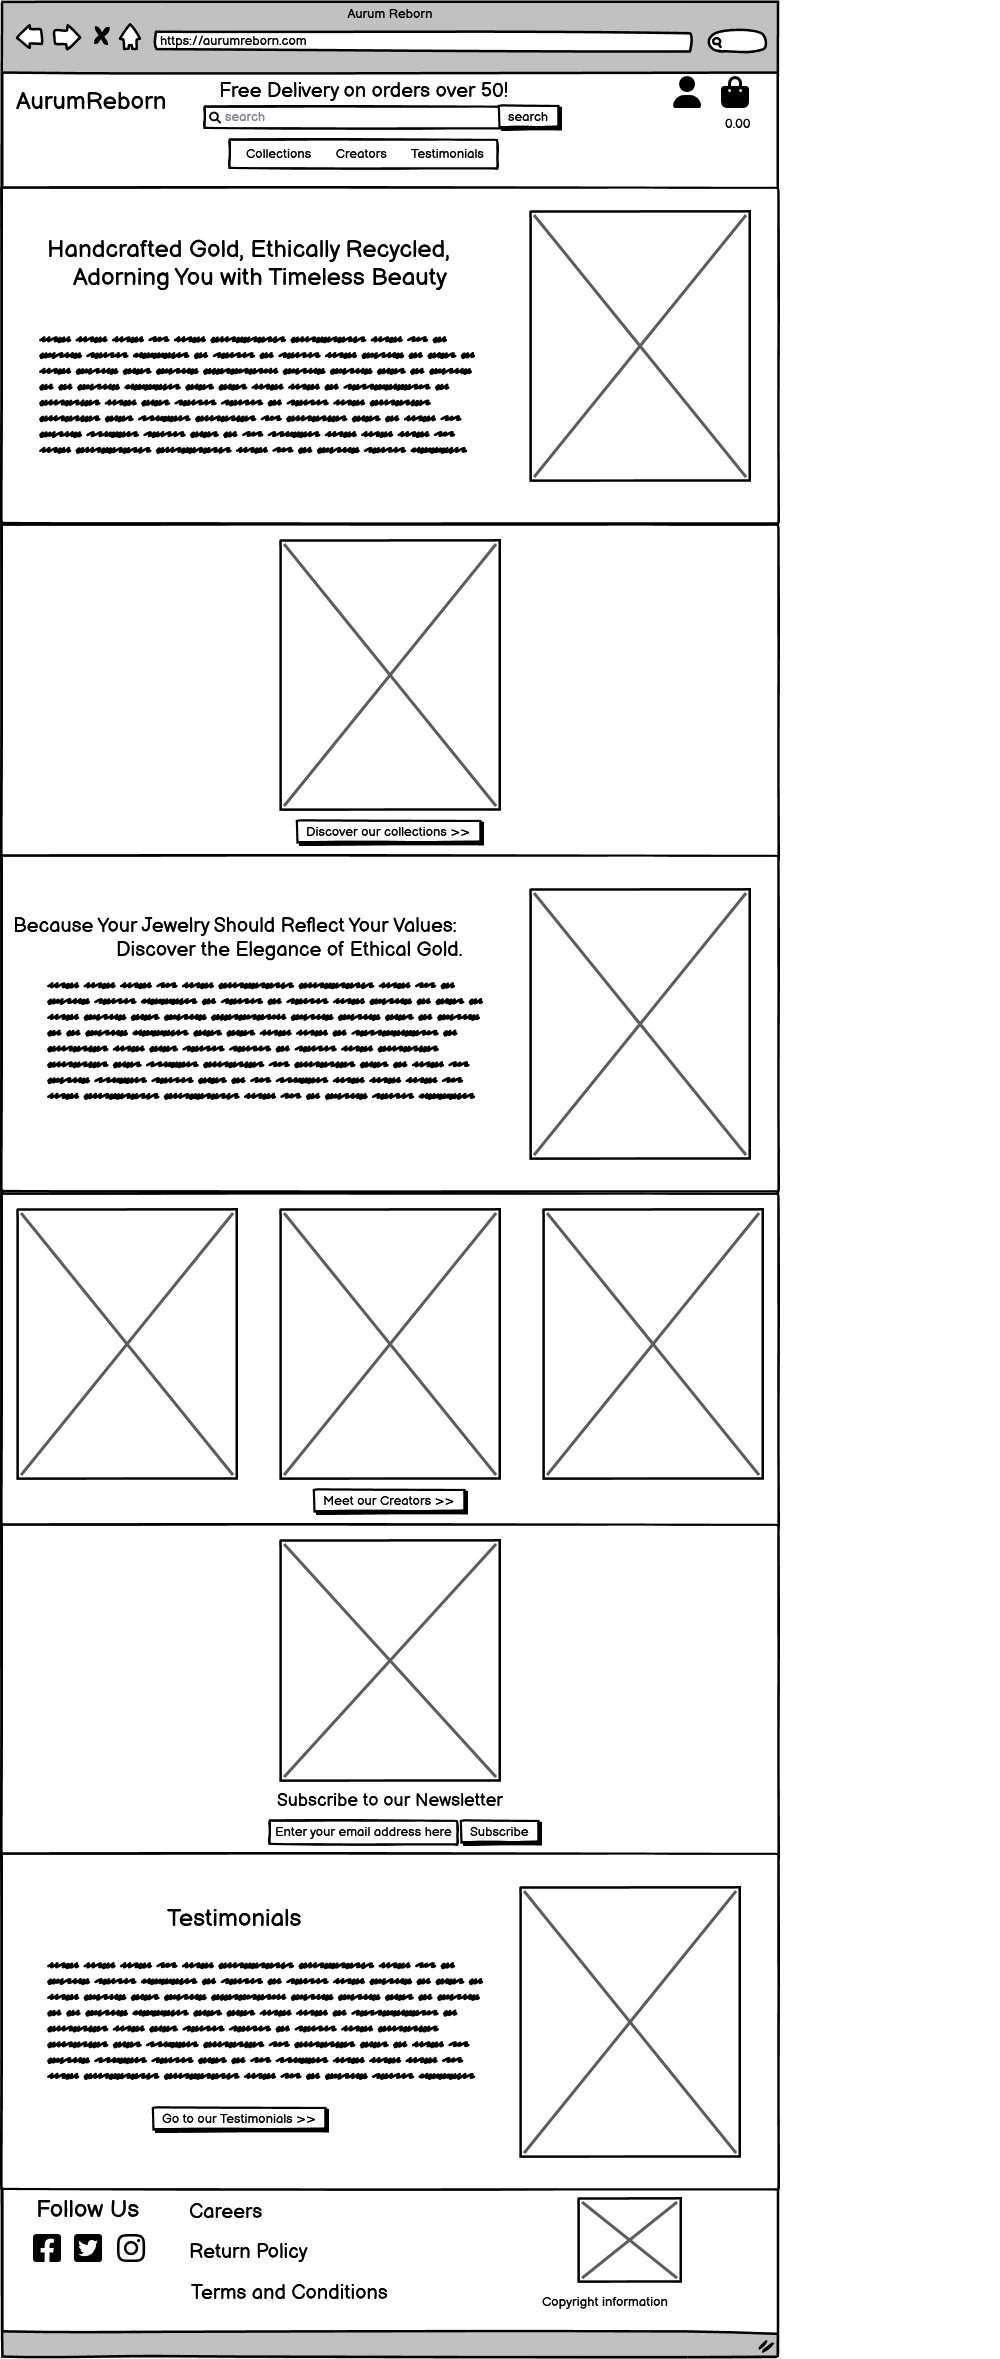 Aurum Reborn
https://aurumreborn.com
AurumReborn
Free Delivery on orders over 50!
search
search
0.00
Collections
Creators
Testimonials
Handcrafted Gold, Ethically Recycled,
Adorning You with Timeless Beauty
Discover our collections >>
Because Your Jewelry Should Reflect Your Values:
Discover the Elegance of Ethical Gold.
Meet our Creators >>
Subscribe to our Newsletter
Enter your email address here
Subscribe
Testimonials
Go to our Testimonials >>
Follow Us
Careers
Return Policy
Terms and Conditions
Copyright information